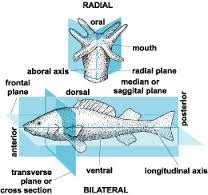 RADIAL
oral
mouth
aboral axis
radial plane
frontal
plane
dorsal
median or
saggital plane
anterior
posterior
transverse
plane or
cross section
ventral
longitudinal axis
BILATERAL